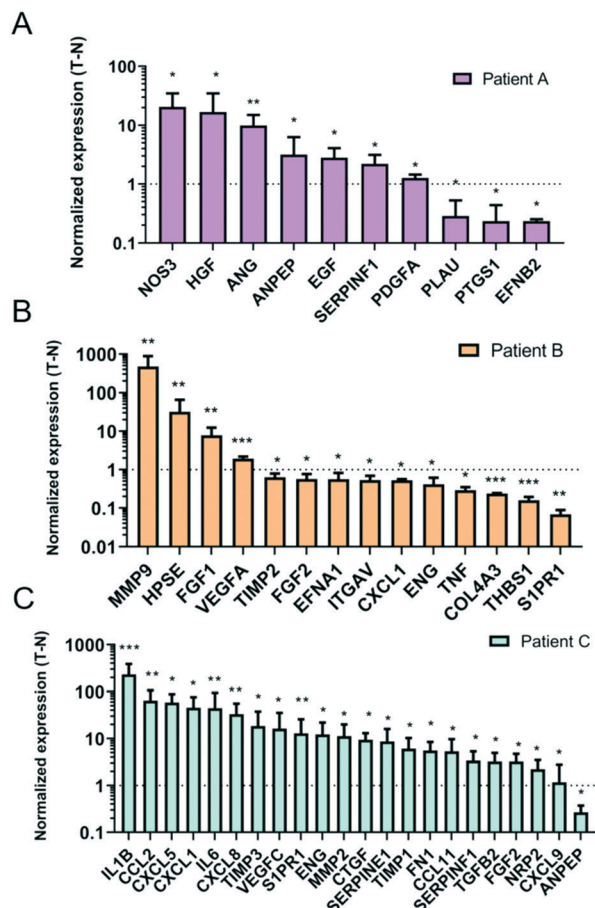 A
Normalized expression (T-N)
100
10
1
0.1
* * ** * * * * * * *
Patient A
NOS3 HGF ANG ANPEP EGF SERPINF1 PDGFA PLAU PTGS1 EFNB2
B
Normalized expression (T-N)
1000
100
10
1
0.1
0.01
** ** ** *** * * * * * * * *** *** **
Patient B
MMP9 HPSE FGF1 VEGFA TIMP2 FGF2 EFNA1 ITGAV CXCL1 ENG TNF COL4A3 THBS1 S1PR1
C
Normalized expression (T-N)
1000
100
10
1
0.1
*** ** * * ** ** * * ** * * * * * * * * * * * * *
Patient C
IL1B CCL2 CXCL5 CXCL1 IL6 CXCL8 TIMP3 VEGFC S1PR1 ENG MMP2 CTGF SERPINE1 TIMP1 FN1 CCL11 SERPINF1 TGFB2 FGF2 NRP2 CXCL9 ANPEP